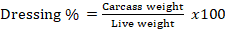 Dressing % = Carcass weight / Live weight x100